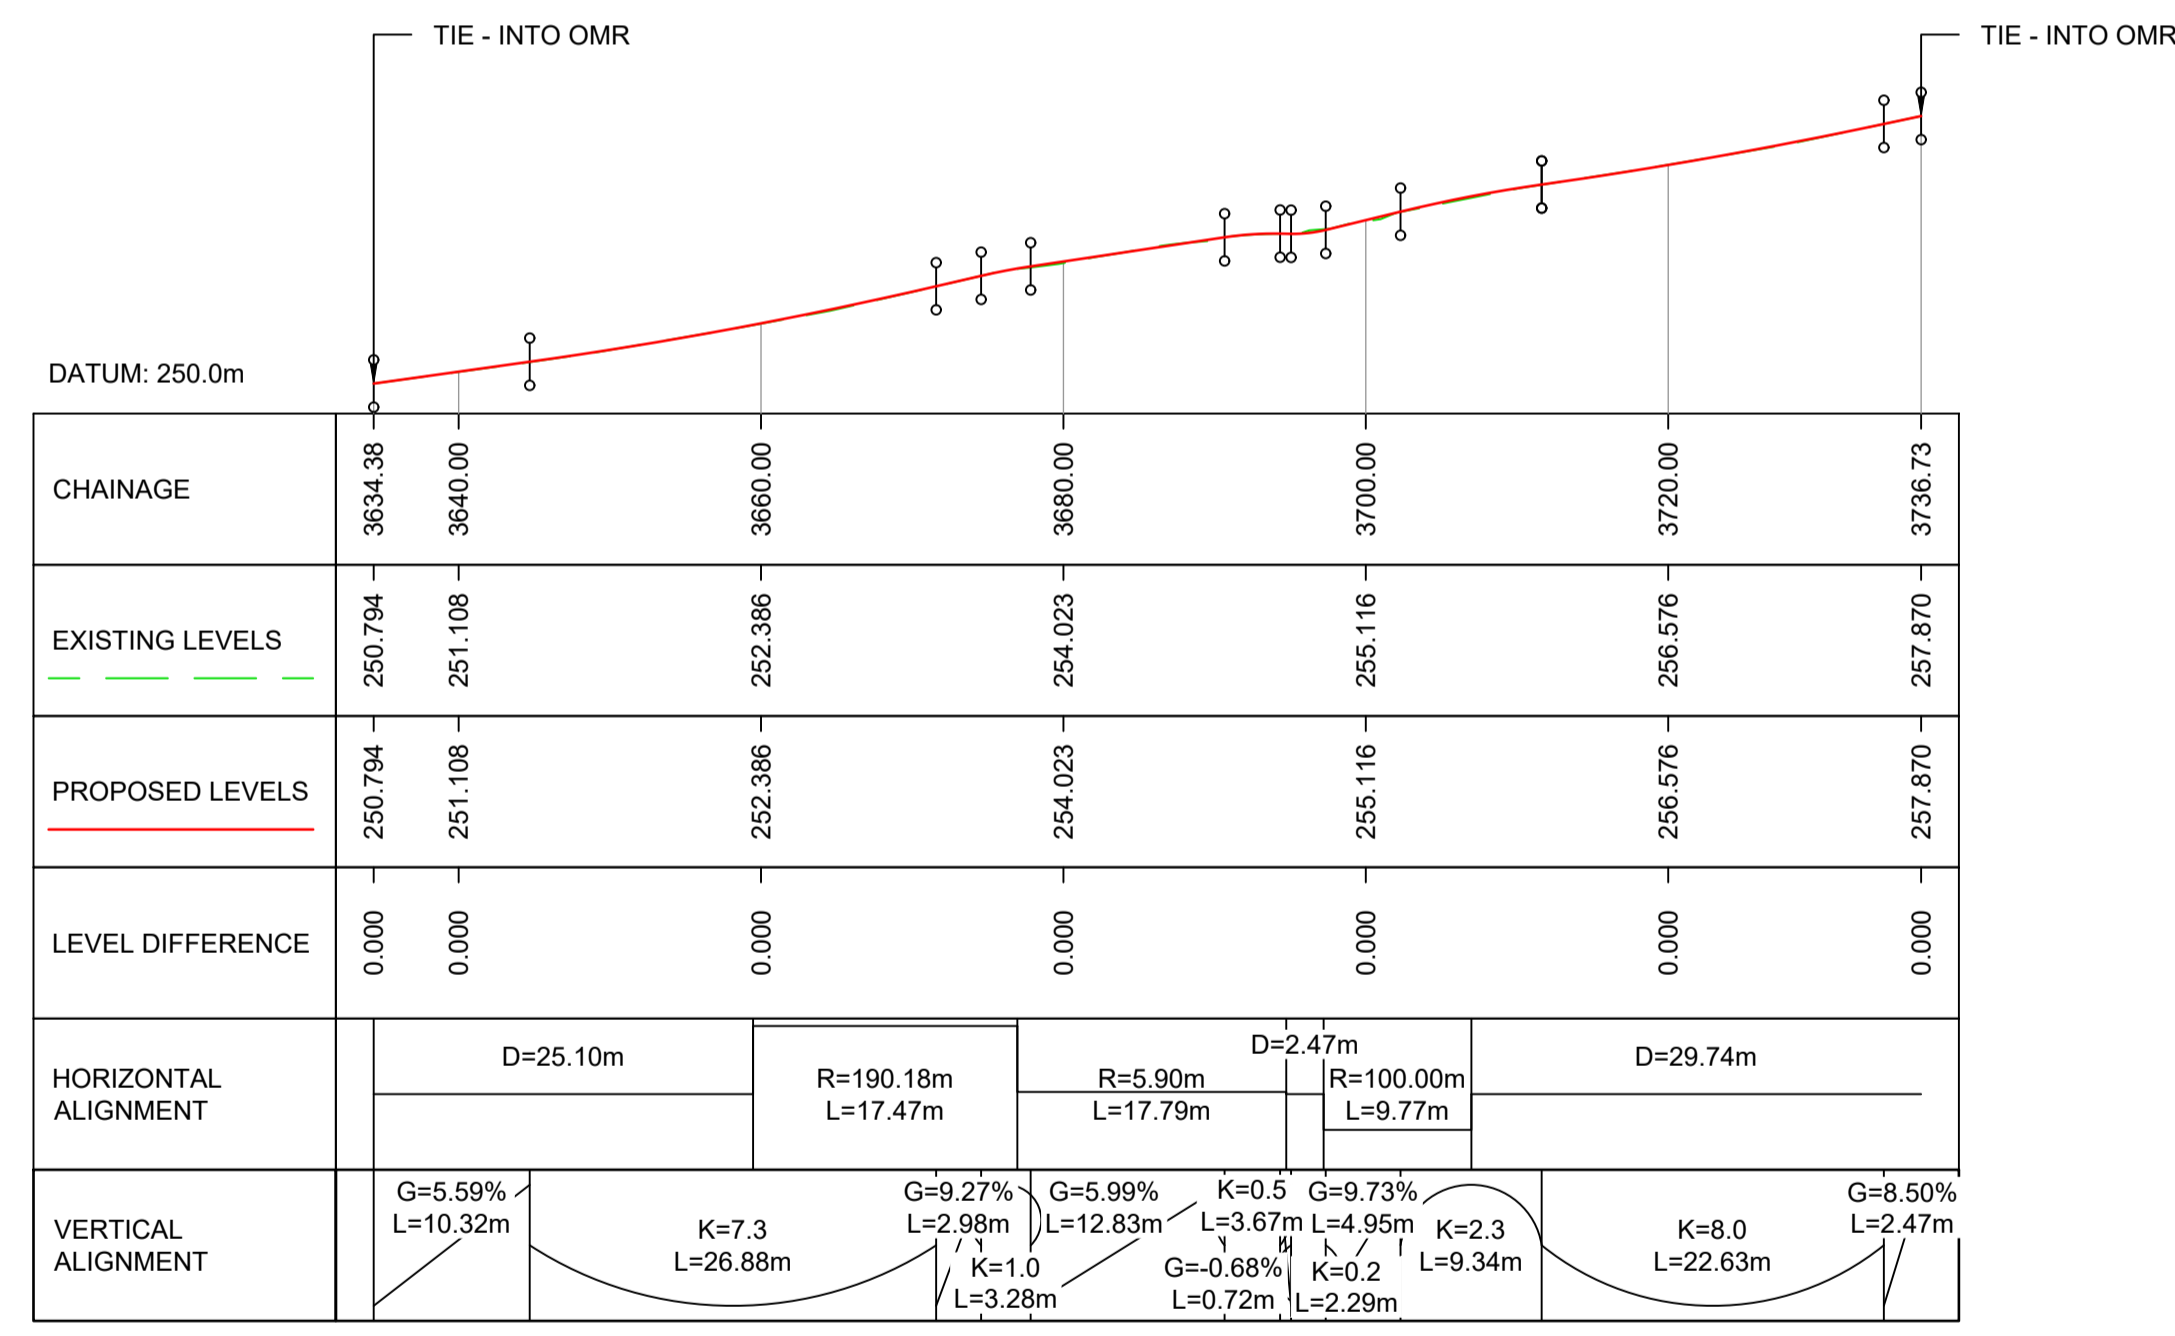 TIE - INTO OMR
TIE - INTO OMR
DATUM: 250.0m
CHAINAGE
3634.38
3640.00
3660.00
3680.00
3700.00
3720.00
3736.73
EXISTING LEVELS
250.794
251.108
252.386
254.023
255.116
256.576
257.870
PROPOSED LEVELS
250.794
251.108
252.386
254.023
255.116
256.576
257.870
LEVEL DIFFERENCE
0.000
0.000
0.000
0.000
0.000
0.000
0.000
HORIZONTAL
ALIGNMENT
D=25.10m
R=190.18m
L=17.47m
R=5.90m
L=17.79m
D=2.47m
R=100.00m
L=9.77m
D=29.74m
VERTICAL
ALIGNMENT
G=5.59%
L=10.32m
K=7.3
L=26.88m
G=9.27%
L=2.98m
K=1.0
L=3.28m
G=5.99%
L=12.83m
K=0.5
L=3.67m
G=-0.68%
L=0.72m
K=0.2
L=2.29m
G=9.73%
L=4.95m
K=2.3
L=9.34m
K=8.0
L=22.63m
G=8.50%
L=2.47m